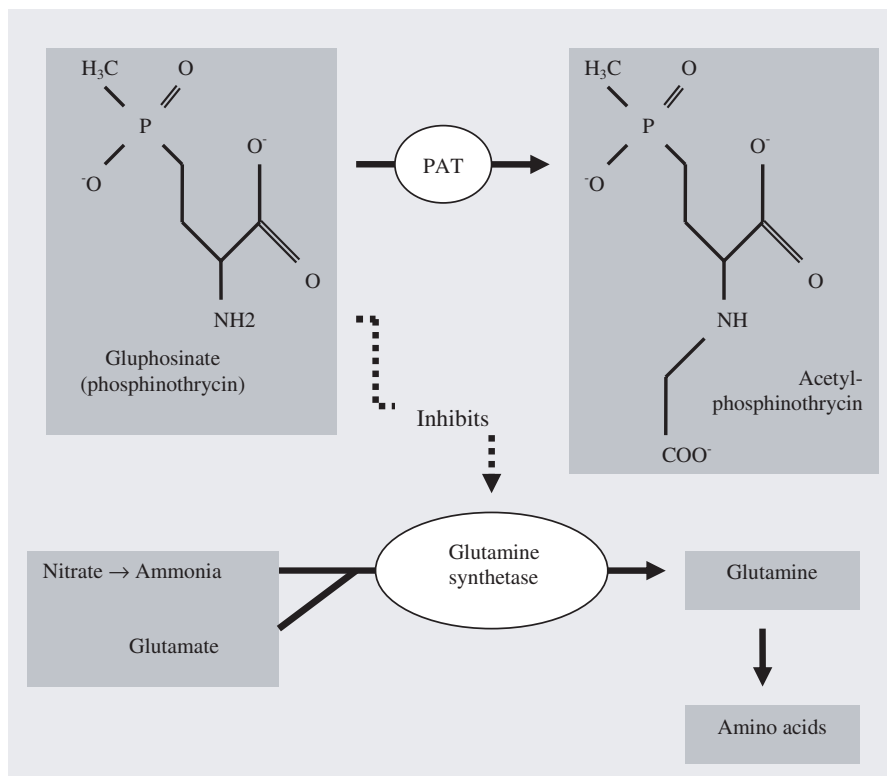 H₃C
O
P
⁻O
O⁻
O
NH2
Gluphosinate
(phosphinothrycin)
PAT
H₃C
O
P
⁻O
O⁻
O
NH
COO⁻
Acetyl-
phosphinothrycin
Inhibits
Nitrate → Ammonia
Glutamate
Glutamine
synthetase
Glutamine
Amino acids